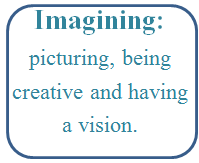 Imagining:
picturing, being
creative and having
a vision.